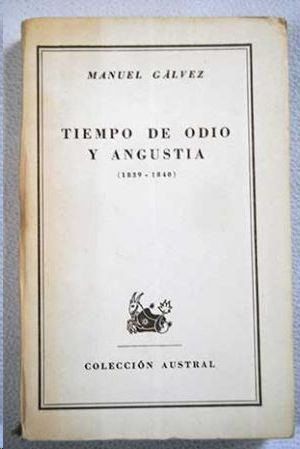 MANUEL GÁLVEZ
TIEMPO DE ODIO
Y ANGUSTIA
(1839-1840)
COLECCIÓN AUSTRAL